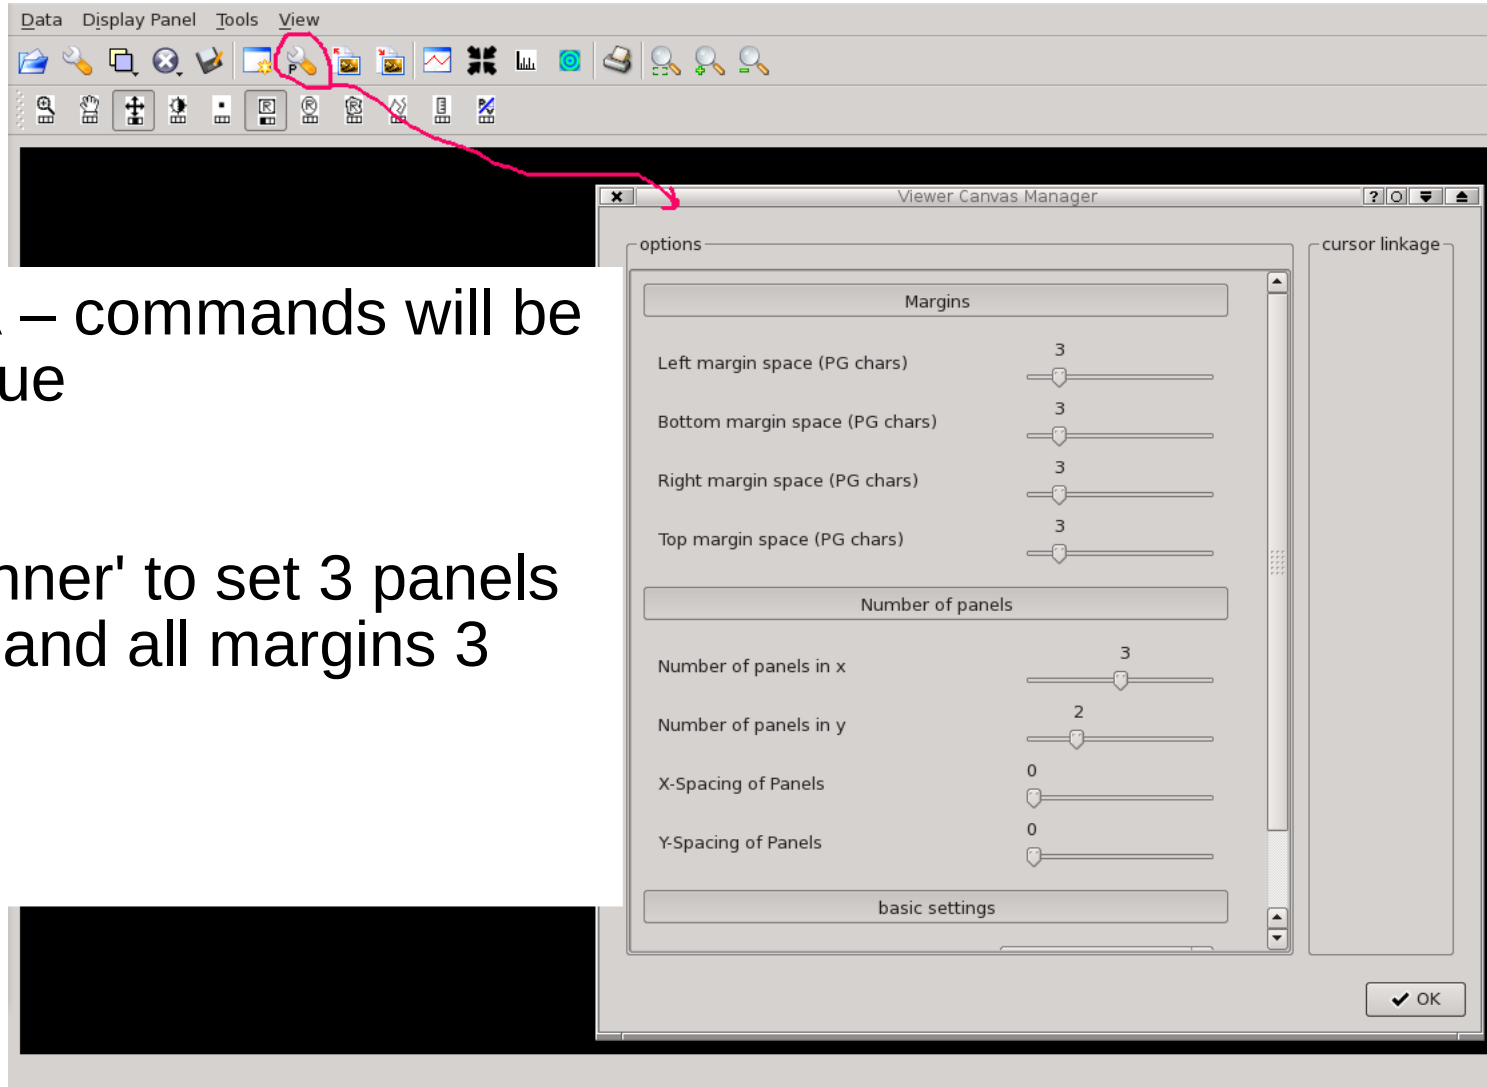 Data Display Panel Tools View
Viewer Canvas Manager
options
cursor linkage
– commands will be
ue
nner' to set 3 panels
and all margins 3
Margins
Left margin space (PG chars) 3
Bottom margin space (PG chars) 3
Right margin space (PG chars) 3
Top margin space (PG chars) 3
Number of panels
Number of panels in x 3
Number of panels in y 2
X-Spacing of Panels 0
Y-Spacing of Panels 0
basic settings
OK